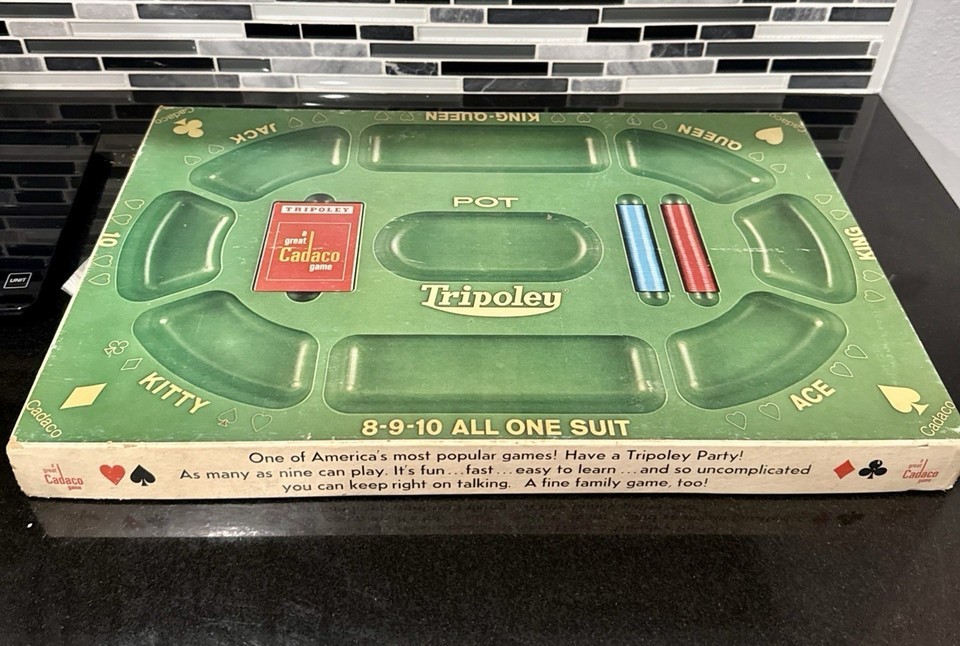 Cadaco
KING-QUEEN
Cadaco
JACK
QUEEN
10
TRIPOLEY
a
great
Cadaco
game
POT
KING
Tripoley
KITTY
ACE
Cadaco
8-9-10 ALL ONE SUIT
Cadaco
a
great
Cadaco
game
One of America's most popular games! Have a Tripoley Party!
As many as nine can play. It's fun...fast...easy to learn...and so uncomplicated
you can keep right on talking. A fine family game, too!
a
great
Cadaco
game
UNIT